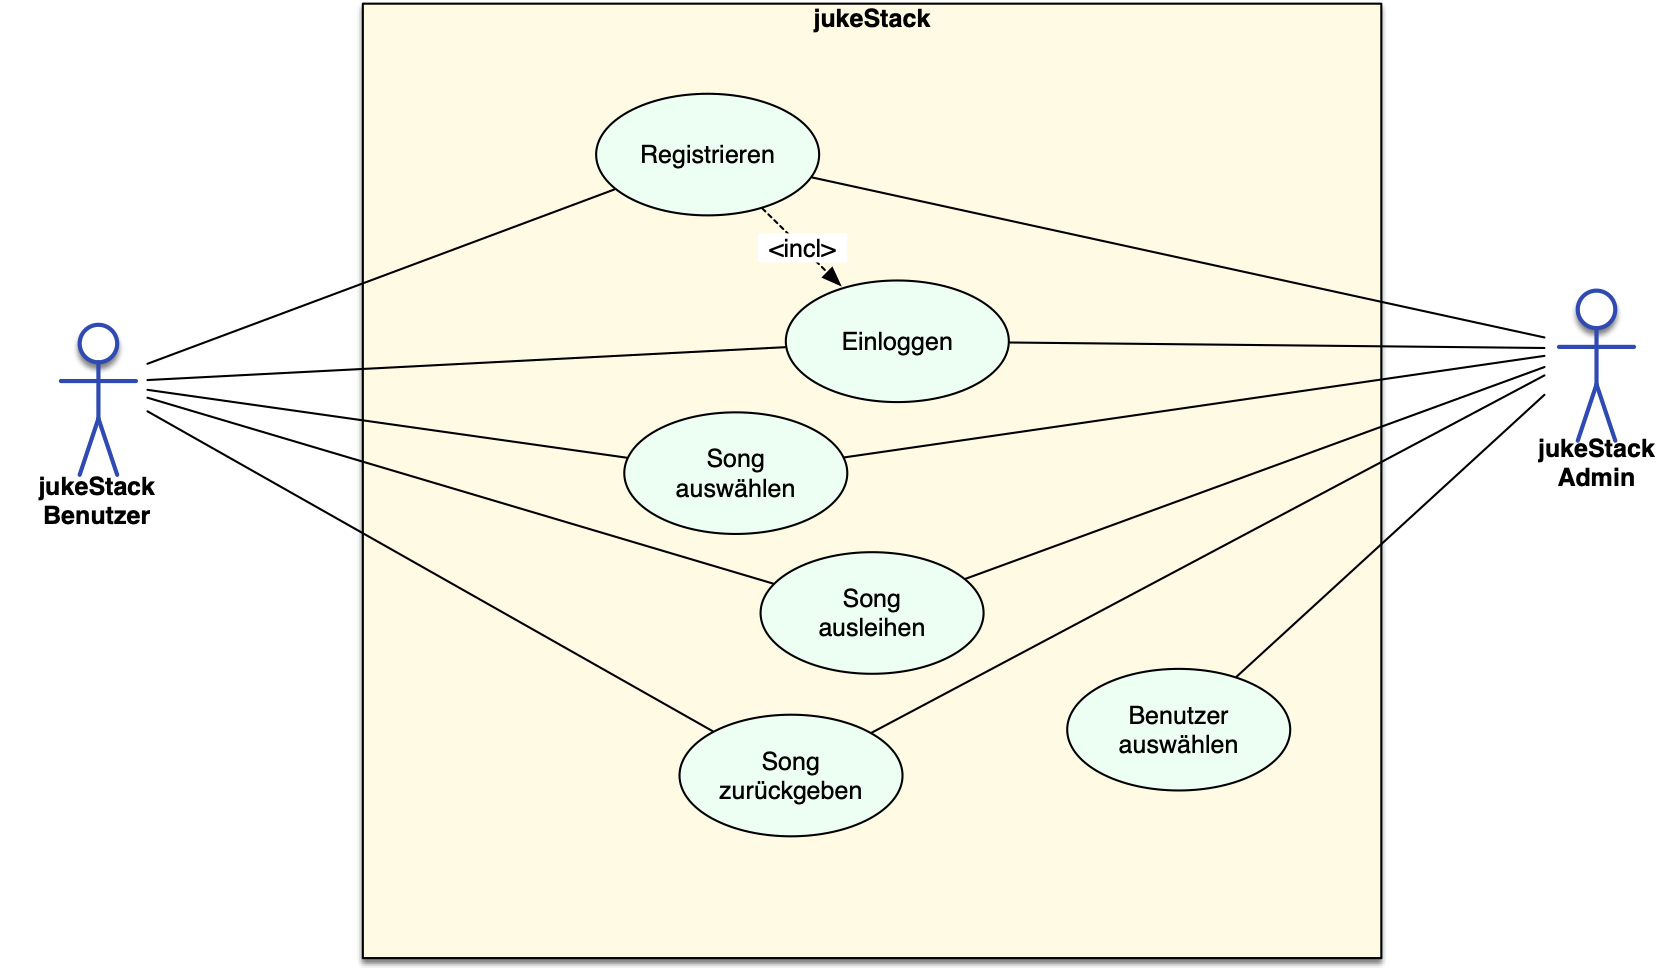 jukeStack
Registrieren
<incl>
Einloggen
jukeStack
Benutzer
jukeStack
Admin
Song
auswählen
Song
ausleihen
Benutzer
auswählen
Song
zurückgeben